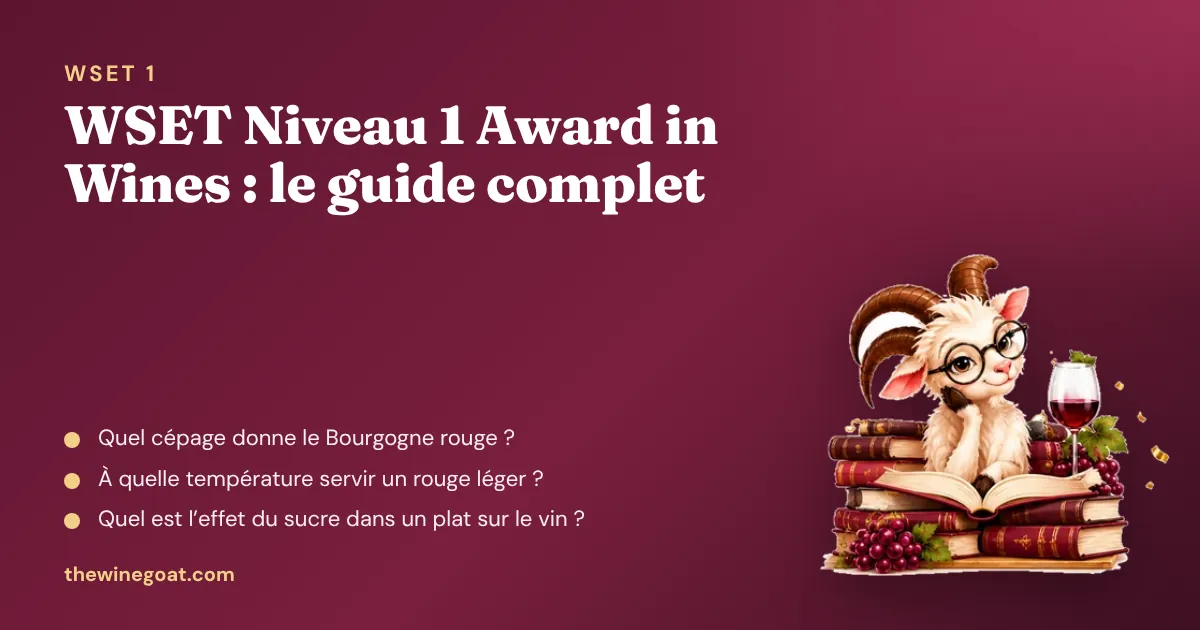 WSET 1
WSET Niveau 1 Award in
Wines : le guide complet
Quel cépage donne le Bourgogne rouge ?
À quelle température servir un rouge léger ?
Quel est l’effet du sucre dans un plat sur le vin ?
thewinegoat.com